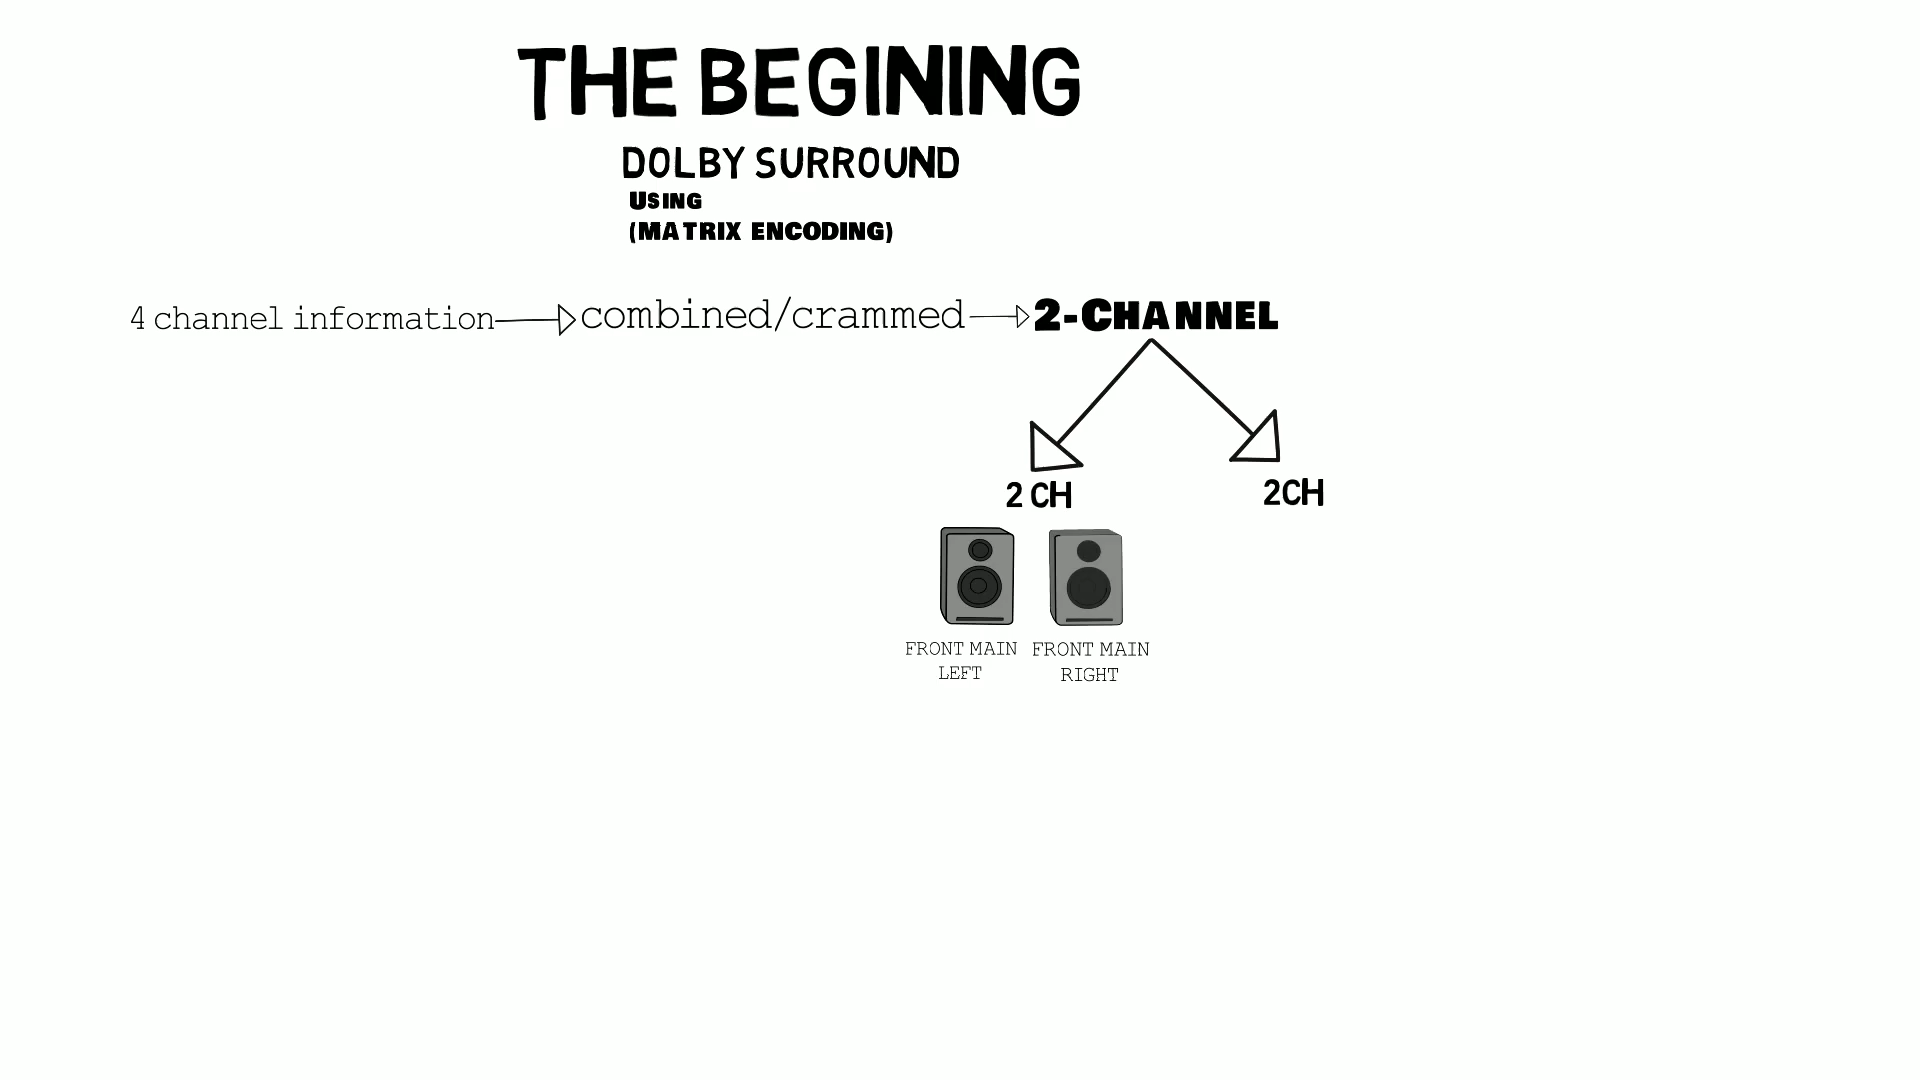 THE BEGINING
DOLBY SURROUND
USING
(MATRIX ENCODING)
4 channel information combined/crammed 2-CHANNEL
2 CH 2CH
FRONT MAIN FRONT MAIN
LEFT RIGHT